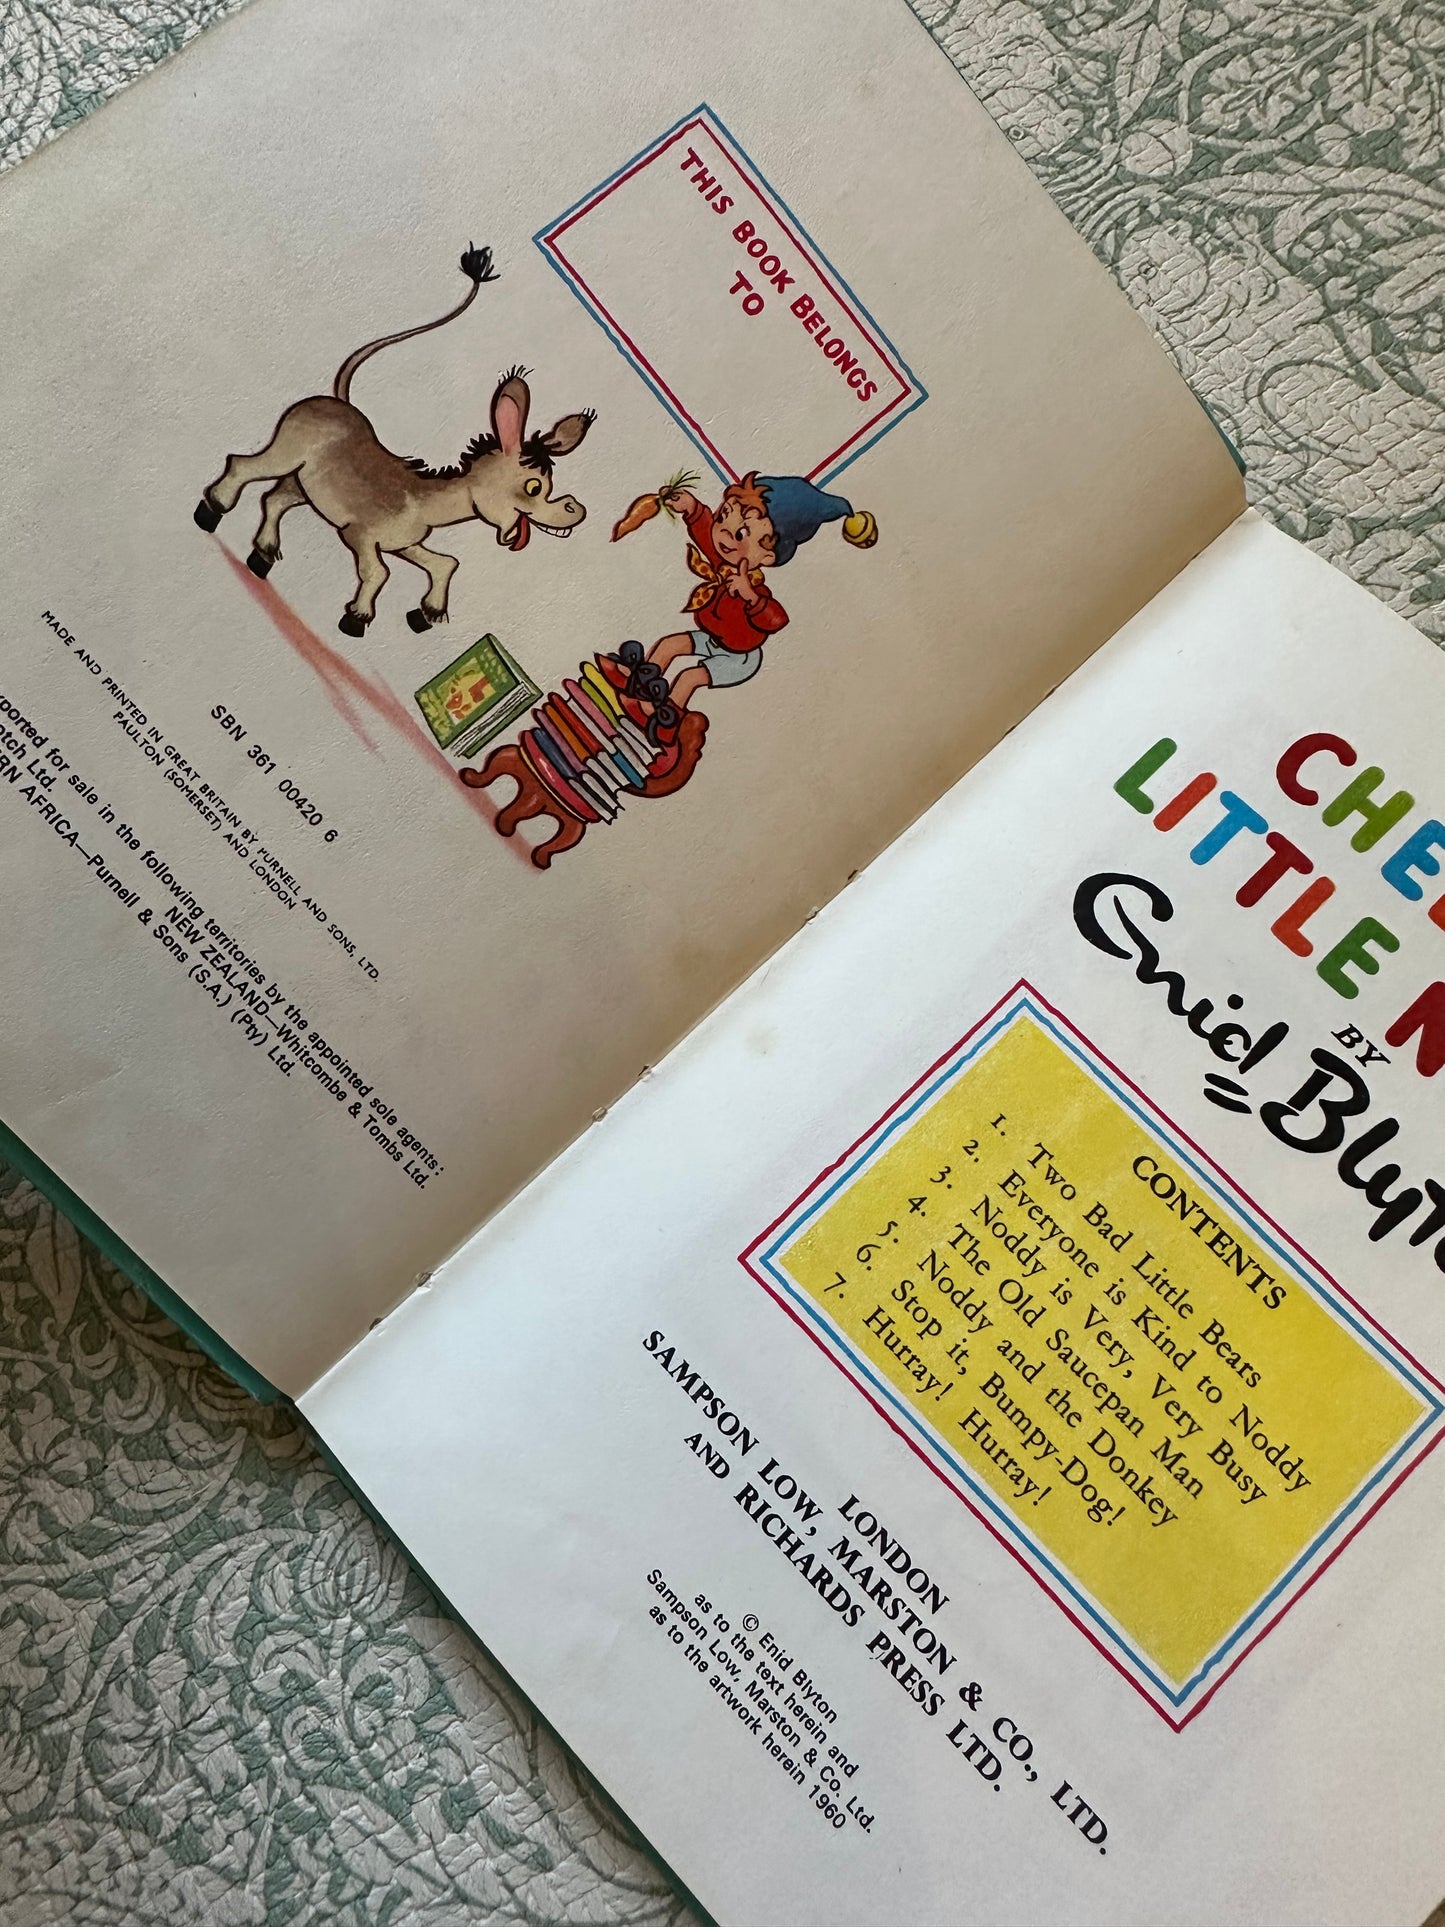 THIS BOOK BELONGS
TO
SBN 361 00420 6
MADE AND PRINTED IN GREAT BRITAIN BY PURNELL AND SONS, LTD.
PAULTON (SOMERSET) AND LONDON
for sale in the following territories by the appointed sole agents:
Ltd. NEW ZEALAND—Whitcombe & Tombs Ltd.
AFRICA—Purnell & Sons (S.A.) (Pty) Ltd.
LITTLE
BY
Enid Blyton
CONTENTS
1. Two Bad Little Bears
2. Everyone is Kind to Noddy
3. Noddy is Very, Very Busy
4. The Old Saucepan Man
5. Noddy and the Donkey
6. Stop it, Bumpy-Dog!
7. Hurray! Hurray!
LONDON
SAMPSON LOW, MARSTON & CO., LTD.
AND RICHARDS PRESS LTD.
© Enid Blyton
as to the text herein and
Sampson Low, Marston & Co. Ltd.
as to the artwork herein 1960